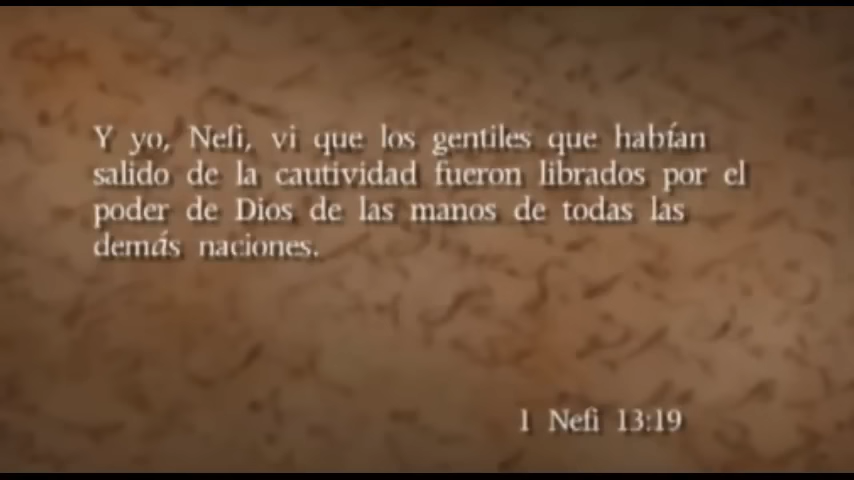 Y yo, Nefi, vi que los gentiles que habían
salido de la cautividad fueron librados por el
poder de Dios de las manos de todas las
demás naciones.
1 Nefi 13:19